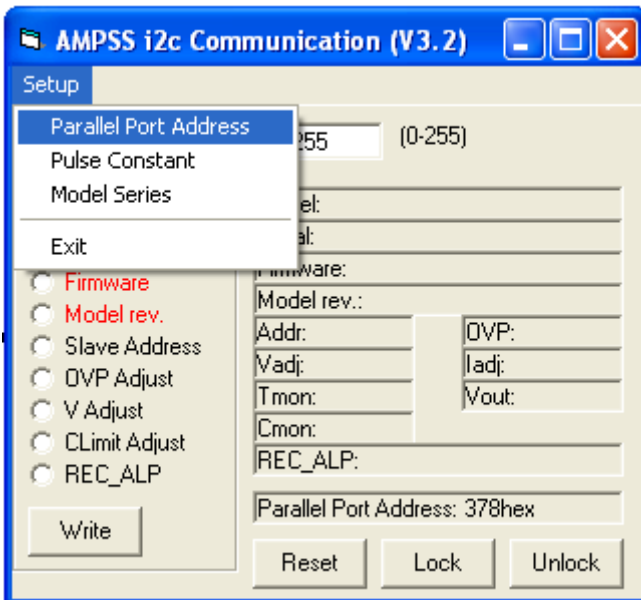 AMPSS i2c Communication (V3.2)
Setup
Parallel Port Address
Pulse Constant
Model Series
Exit
255 (0-255)
el:
al:
Firmware:
Model rev.:
Addr:
OVP:
Vadj:
Iadj:
Tmon:
Vout:
Cmon:
REC_ALP:
Firmware
Model rev.
Slave Address
OVP Adjust
V Adjust
CLimit Adjust
REC_ALP
Write
Parallel Port Address: 378hex
Reset
Lock
Unlock